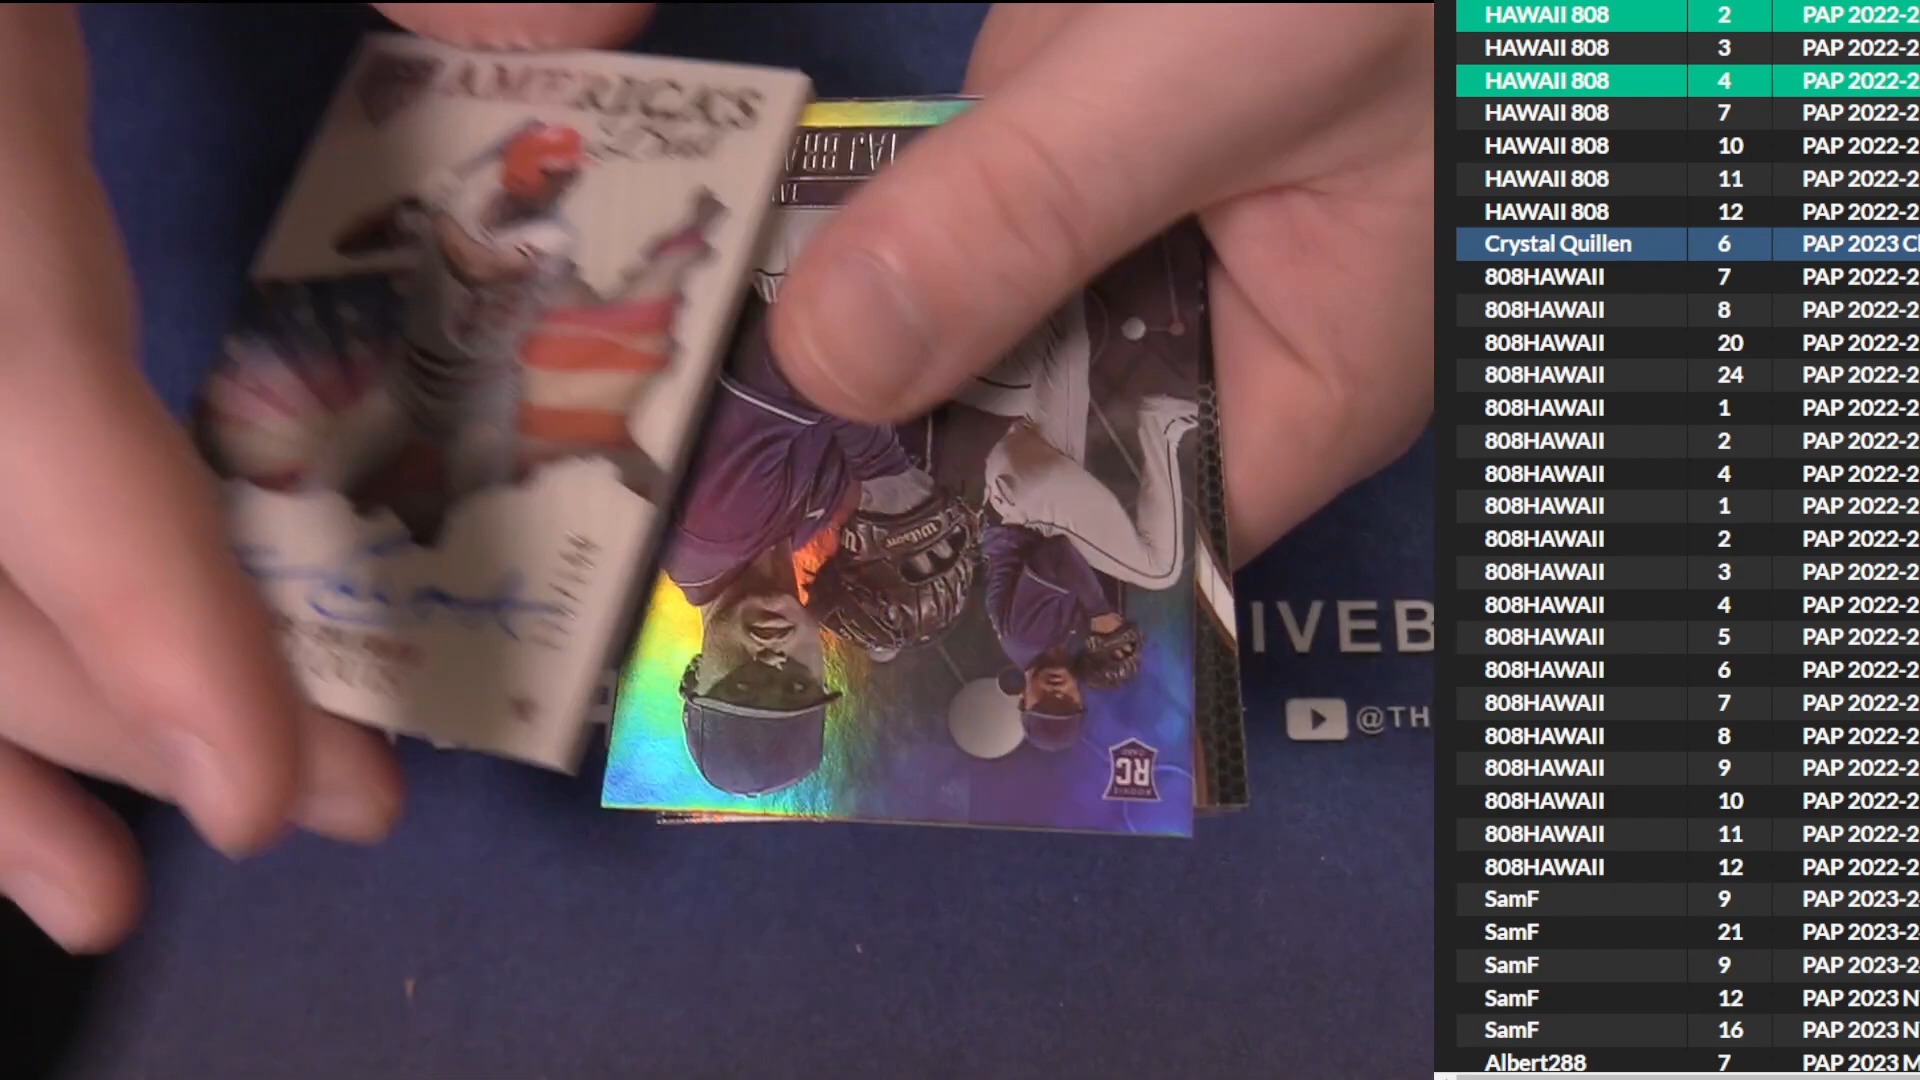 AMERICA'S
RC
ROOKIE
CARD
Wilson
IVEB
@TH
HAWAII 808 2 PAP 2022-2
HAWAII 808 3 PAP 2022-2
HAWAII 808 4 PAP 2022-2
HAWAII 808 7 PAP 2022-2
HAWAII 808 10 PAP 2022-2
HAWAII 808 11 PAP 2022-2
HAWAII 808 12 PAP 2022-2
Crystal Quillen 6 PAP 2023 C
808HAWAII 7 PAP 2022-2
808HAWAII 8 PAP 2022-2
808HAWAII 20 PAP 2022-2
808HAWAII 24 PAP 2022-2
808HAWAII 1 PAP 2022-2
808HAWAII 2 PAP 2022-2
808HAWAII 4 PAP 2022-2
808HAWAII 1 PAP 2022-2
808HAWAII 2 PAP 2022-2
808HAWAII 3 PAP 2022-2
808HAWAII 4 PAP 2022-2
808HAWAII 5 PAP 2022-2
808HAWAII 6 PAP 2022-2
808HAWAII 7 PAP 2022-2
808HAWAII 8 PAP 2022-2
808HAWAII 9 PAP 2022-2
808HAWAII 10 PAP 2022-2
808HAWAII 11 PAP 2022-2
808HAWAII 12 PAP 2022-2
SamF 9 PAP 2023-2
SamF 21 PAP 2023-2
SamF 9 PAP 2023-2
SamF 12 PAP 2023 N
SamF 16 PAP 2023 N
Albert288 7 PAP 2023 M